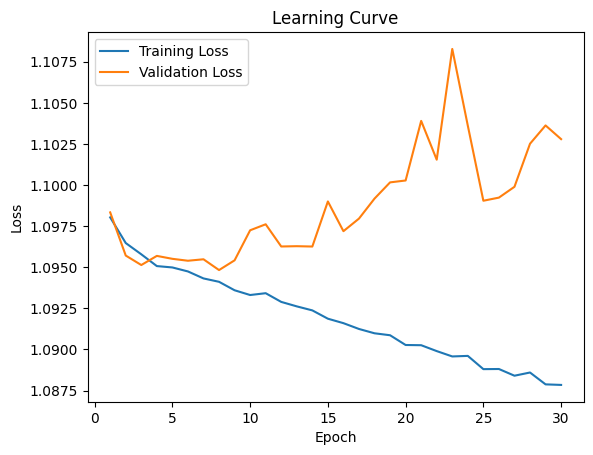 Learning Curve
Training Loss
Validation Loss
1.1075
1.1050
1.1025
1.1000
1.0975
1.0950
1.0925
1.0900
1.0875
Loss
0 5 10 15 20 25 30
Epoch